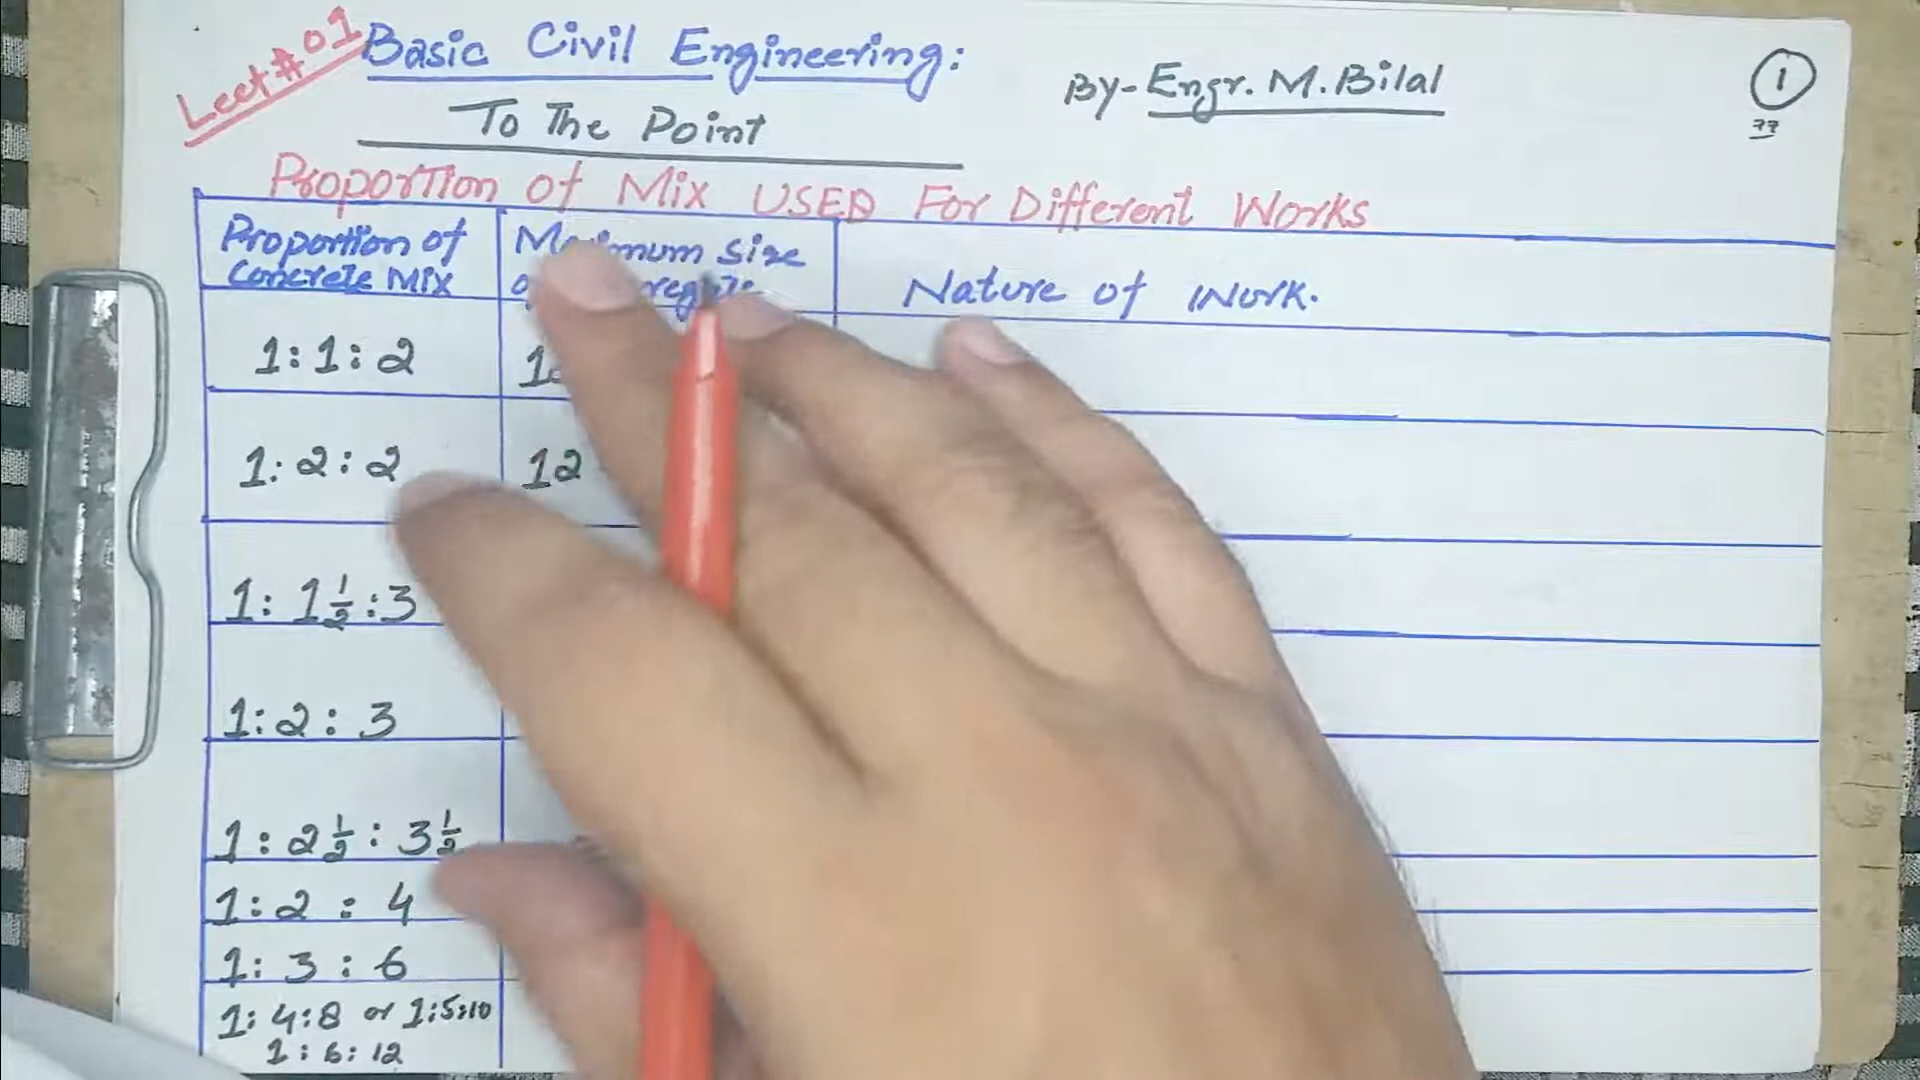 Lect # 01
Basic Civil Engineering:
To The Point
By- Engr. M. Bilal
1
77
Proportion of Mix USED For Different Works
Proportion of Concrete Mix
size
Nature of Work.
1:1:2
1:2:2
12
1:1½:3
1:2:3
1:2½:3½
1:2:4
1:3:6
1:4:8 or 1:5:10
1:6:12